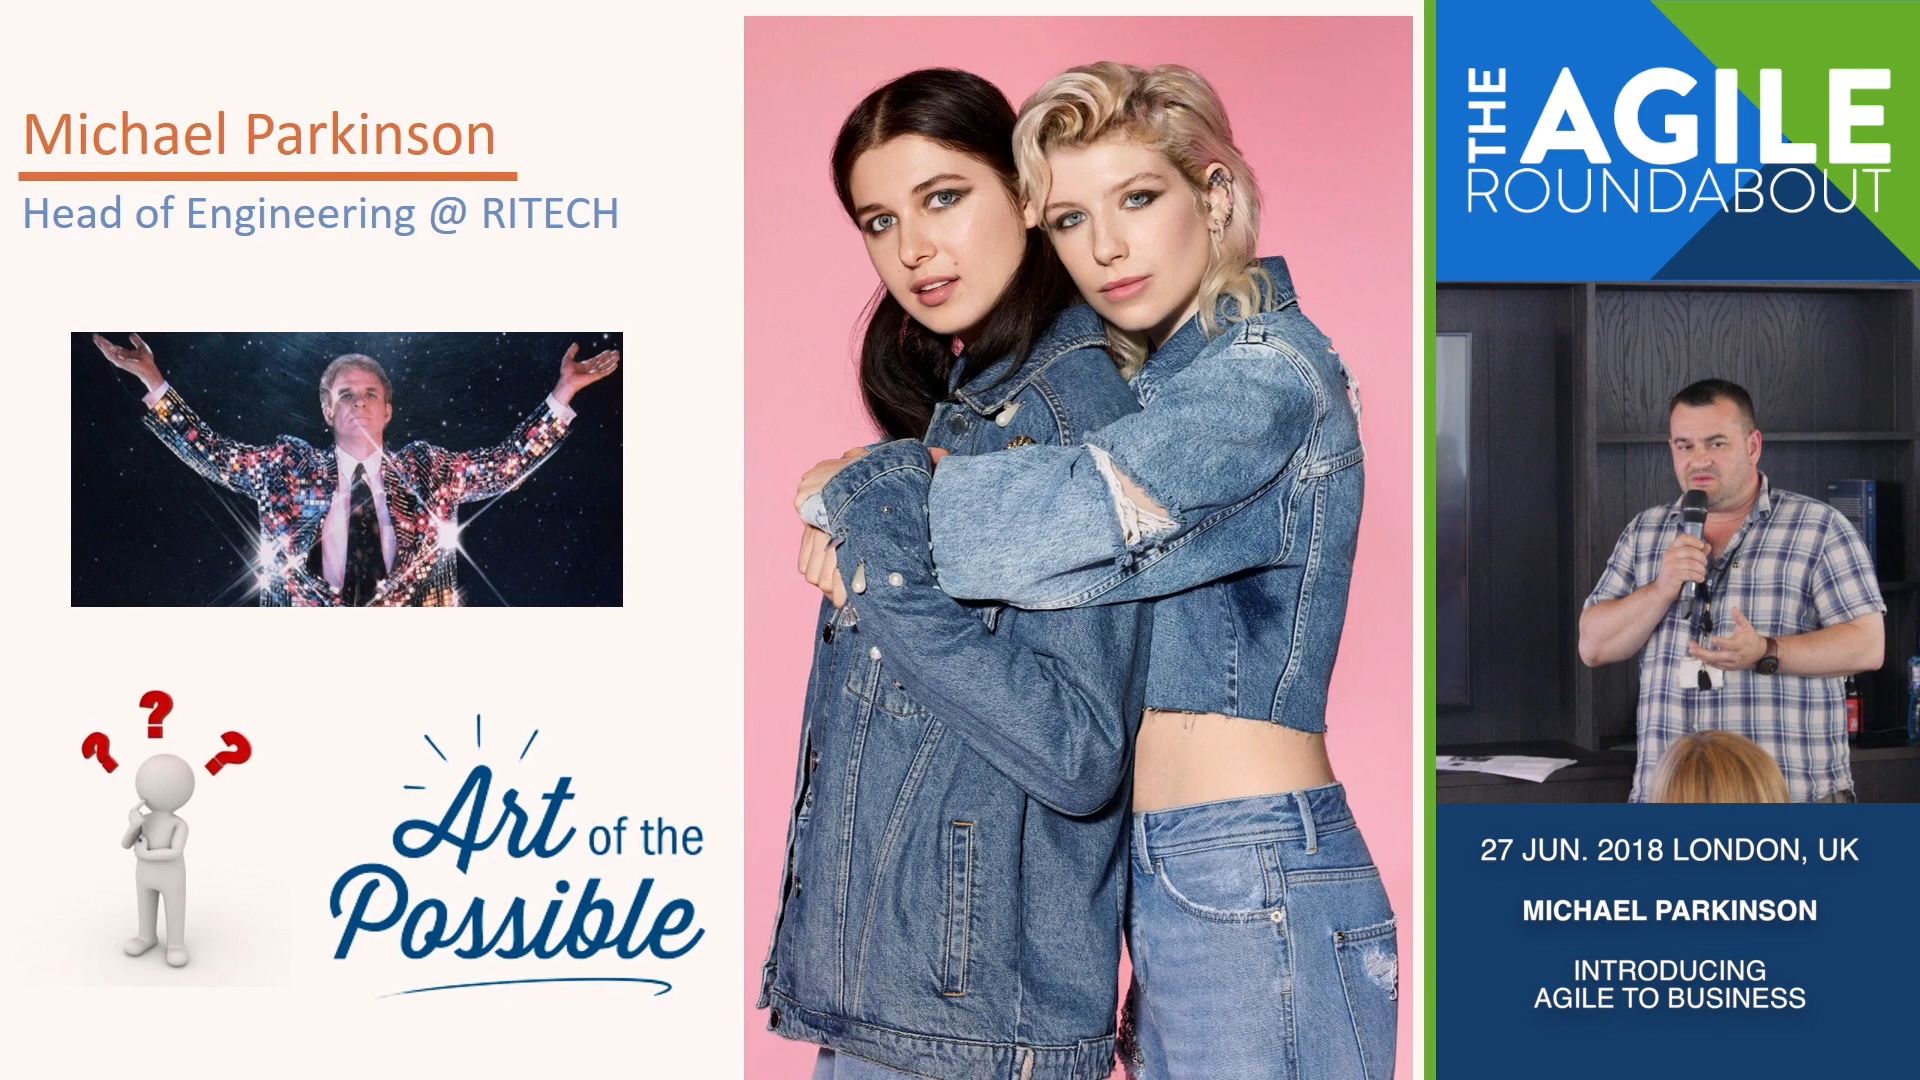 Michael Parkinson
Head of Engineering @ RITECH
? ? ?
Art of the
Possible
THE AGILE
ROUNDABOUT
27 JUN. 2018 LONDON, UK
MICHAEL PARKINSON
INTRODUCING
AGILE TO BUSINESS